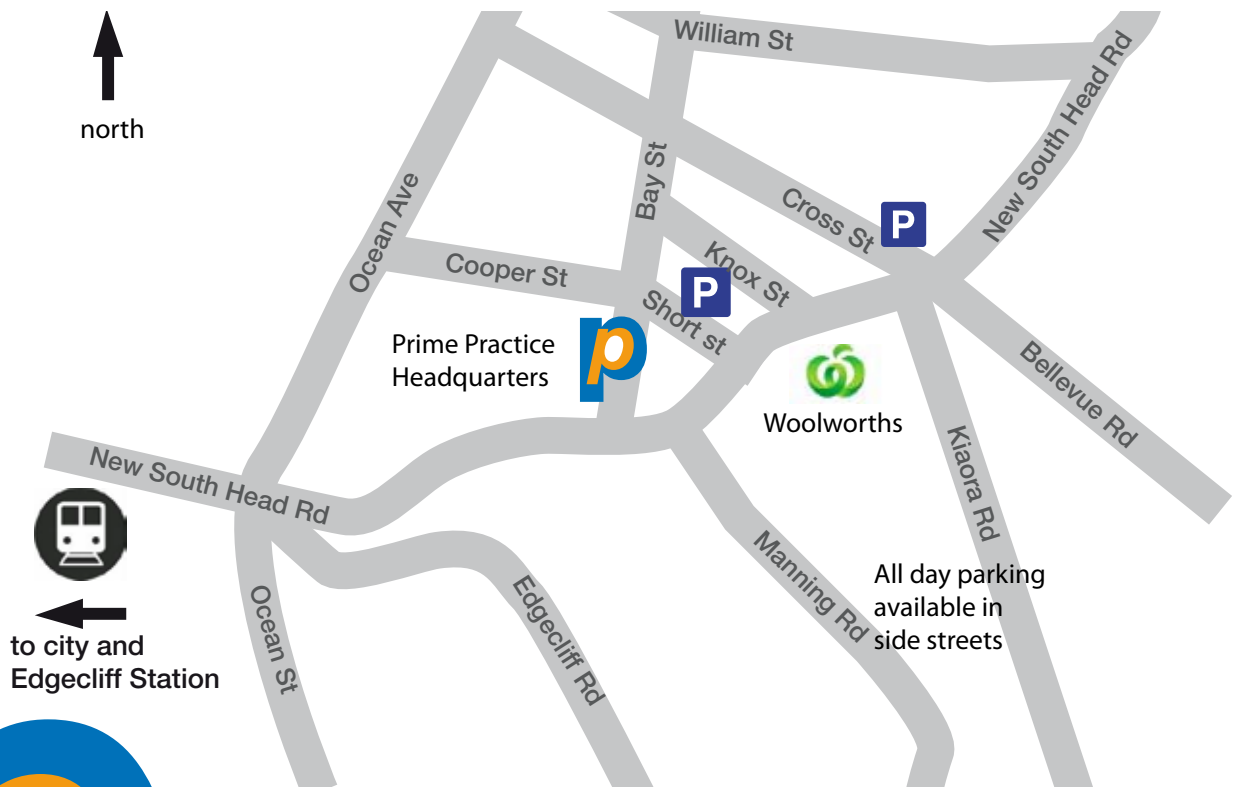 William St
New South Head Rd
north
Bay St
Ocean Ave
Cross St
P
Knox St
Cooper St
P
Short st
Prime Practice
Headquarters
p
Bellevue Rd
Woolworths
Kiaora Rd
New South Head Rd
Manning Rd
All day parking
available in
side streets
Edgecliff Rd
Ocean St
to city and
Edgecliff Station